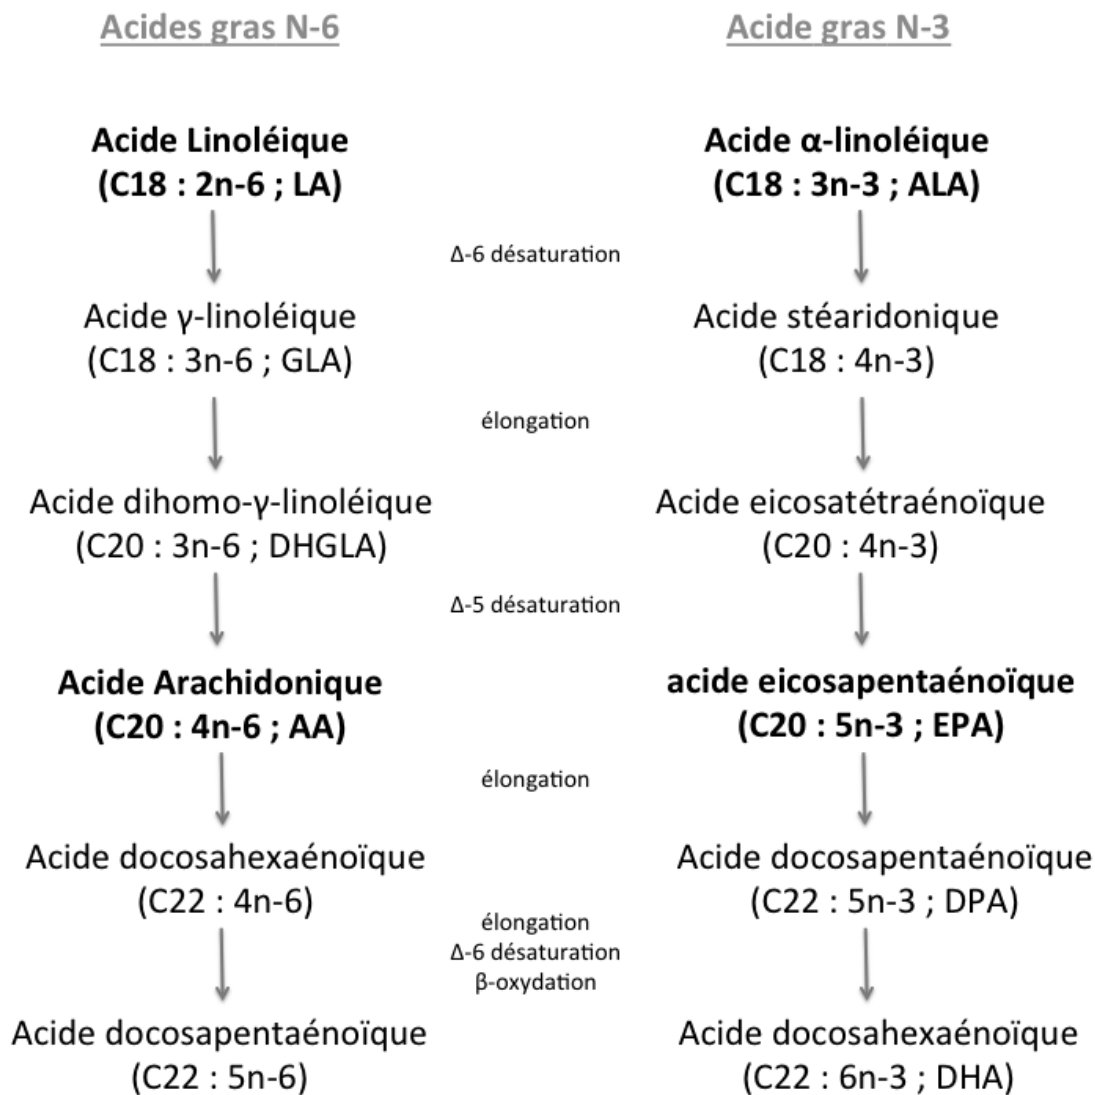 Acides gras N-6
Acide gras N-3
Acide Linoléique
(C18 : 2n-6 ; LA)
Acide α-linoléique
(C18 : 3n-3 ; ALA)
Δ-6 désaturation
Acide γ-linoléique
(C18 : 3n-6 ; GLA)
Acide stéaridonique
(C18 : 4n-3)
élongation
Acide dihomo-γ-linoléique
(C20 : 3n-6 ; DHGLA)
Acide eicosatétraénoïque
(C20 : 4n-3)
Δ-5 désaturation
Acide Arachidonique
(C20 : 4n-6 ; AA)
acide eicosapentaénoïque
(C20 : 5n-3 ; EPA)
élongation
Acide docosahexaénoïque
(C22 : 4n-6)
Acide docosapentaénoïque
(C22 : 5n-3 ; DPA)
élongation
Δ-6 désaturation
β-oxydation
Acide docosapentaénoïque
(C22 : 5n-6)
Acide docosahexaénoïque
(C22 : 6n-3 ; DHA)